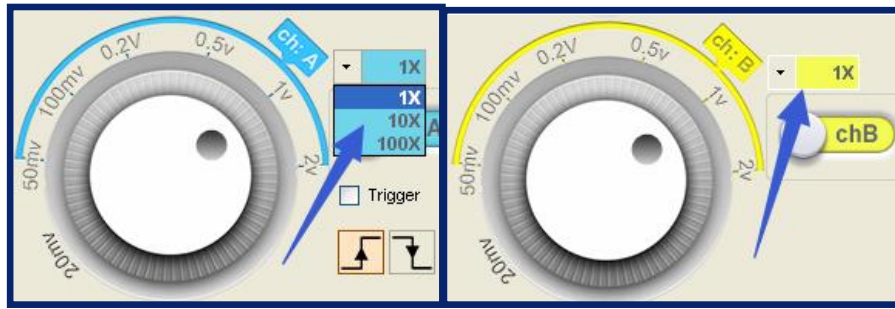 20mv
50mv
100mv
0.2V
0.5v
1v
2v
ch: A
1X
1X
10X
100X
A
Trigger
20mv
50mv
100mv
0.2V
0.5v
1v
2v
ch: B
1X
chB